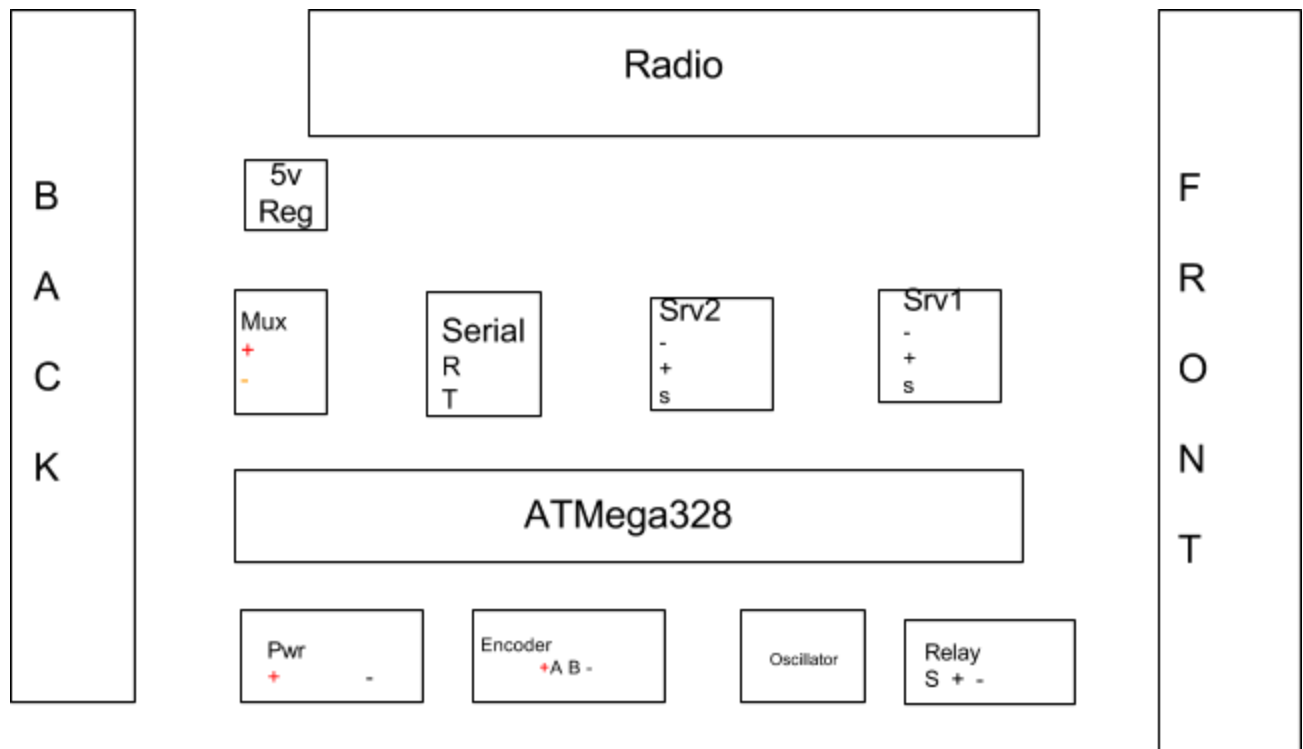 Radio
B
A
C
K
5v
Reg
F
R
O
N
T
Mux
+
-
Serial
R
T
Srv2
-
+
s
Srv1
-
+
s
ATMega328
Pwr
+ -
Encoder
+A B -
Oscillator
Relay
S + -